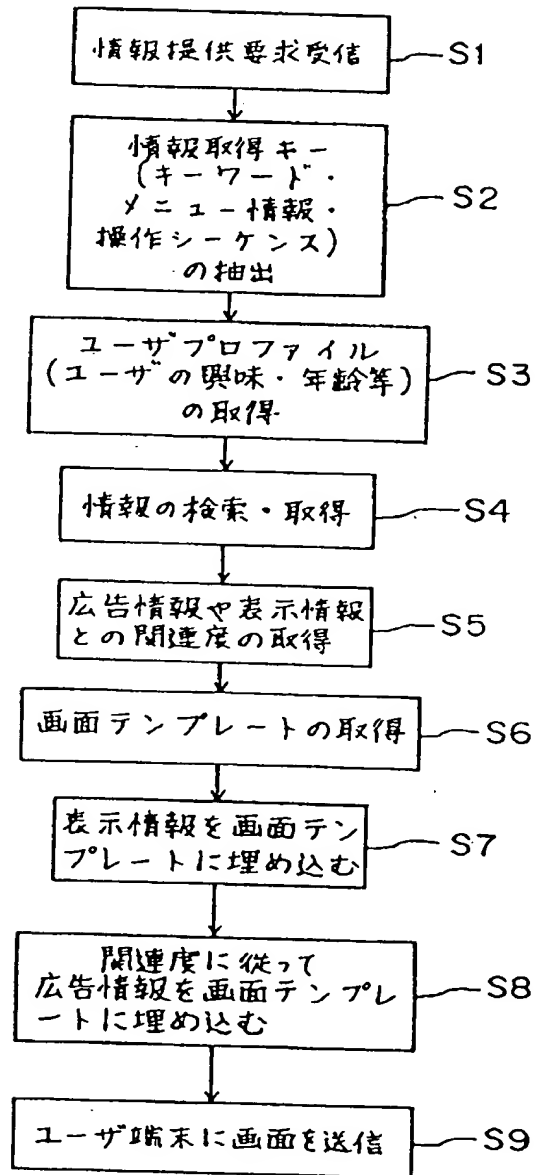 情報提供要求受信 S1
情報取得キー
(キーワード・
メニュー情報・
操作シーケンス)
の抽出
S2
ユーザプロファイル
(ユーザの興味・年齢等)
の取得
S3
情報の検索・取得 S4
広告情報や表示情報
との関連度の取得
S5
画面テンプレートの取得 S6
表示情報を画面テン
プレートに埋め込む
S7
関連度に従って
広告情報を画面テンプレ
ートに埋め込む
S8
ユーザ端末に画面を送信 S9